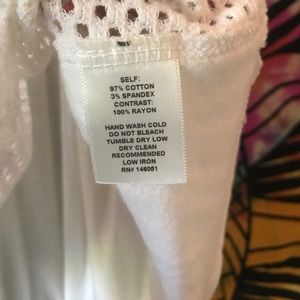 SELF:
97% COTTON
3% SPANDEX
CONTRAST:
100% RAYON
HAND WASH COLD
DO NOT BLEACH
TUMBLE DRY LOW
DRY CLEAN
RECOMMENDED
LOW IRON
RN# 146051